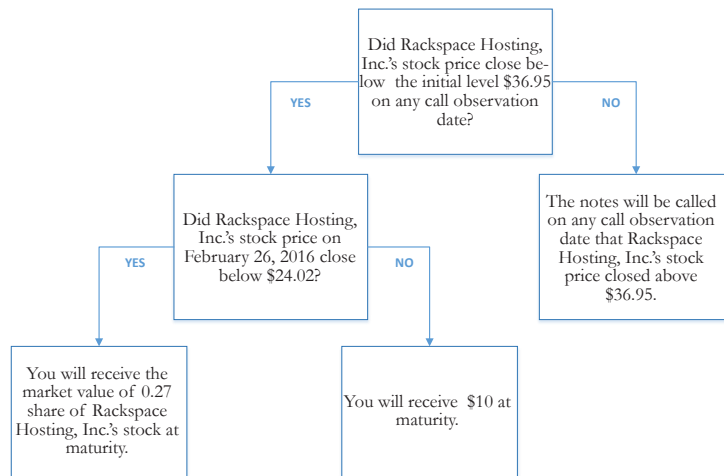 Did Rackspace Hosting,
Inc.'s stock price close be-
low the initial level $36.95
on any call observation
date?
YES
NO
Did Rackspace Hosting,
Inc.'s stock price on
February 26, 2016 close
below $24.02?
The notes will be called
on any call observation
date that Rackspace
Hosting, Inc.'s stock
price closed above
$36.95.
YES
NO
You will receive the
market value of 0.27
share of Rackspace
Hosting, Inc.'s stock at
maturity.
You will receive $10 at
maturity.